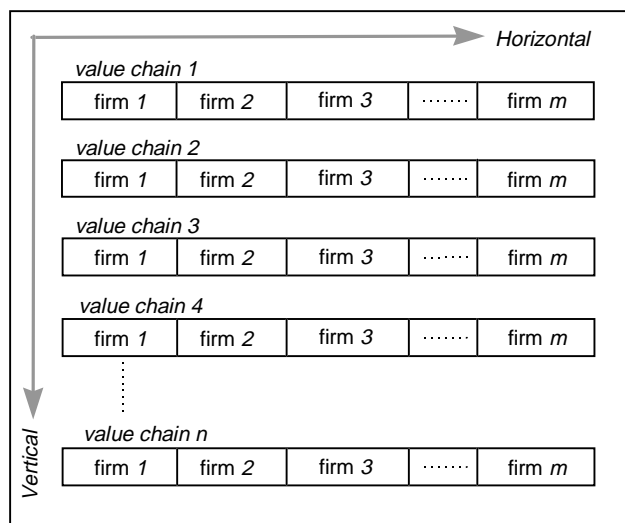 Horizontal
value chain 1
firm 1 firm 2 firm 3 ........ firm m
value chain 2
firm 1 firm 2 firm 3 ........ firm m
value chain 3
firm 1 firm 2 firm 3 ........ firm m
value chain 4
firm 1 firm 2 firm 3 ........ firm m
value chain n
firm 1 firm 2 firm 3 ........ firm m
Vertical